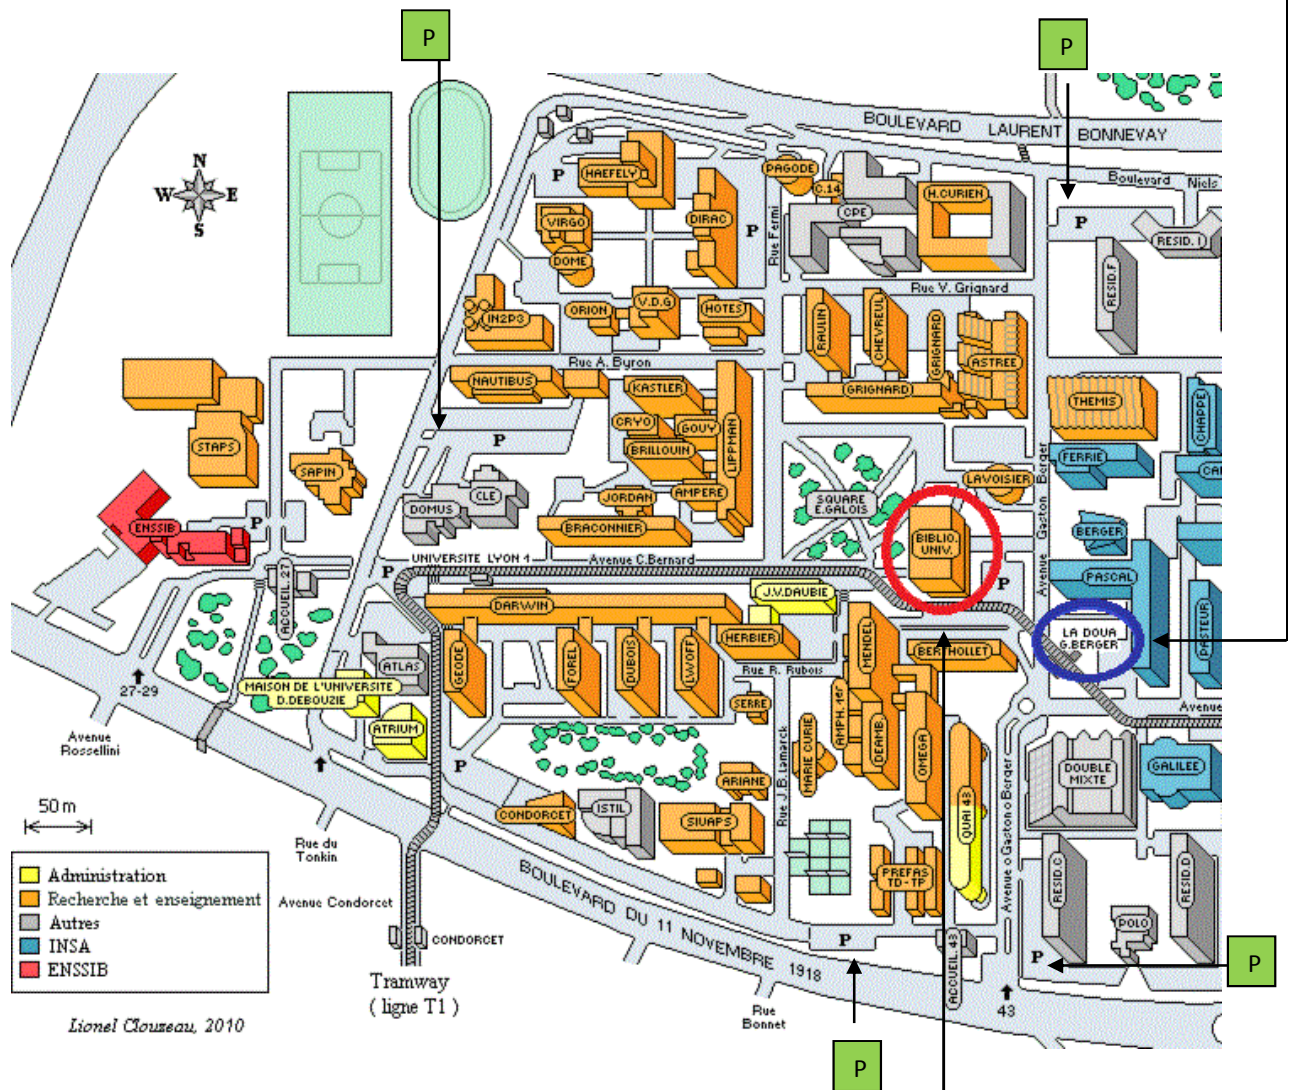 P
P
BOULEVARD LAURENT BONNEVAY
Boulevard Niels
N
W E
S
HAEFELY
P
PAGODE
C.14
CPE
H.CURIEN
VIRGO
DIRAC
P
Rue Fermi
P
RESID. I
DOME
RESID.F
Rue V. Grignard
IN2P3
ORION
V.D.G
HOTES
RAULIN
CHEVREUL
GRIGNARD
ASTREE
Rue A. Byron
NAUTIBUS
KASTLER
GRIGNARD
THEMIS
CHAPPE
STAPS
P
CRYO
GOUY
BRILLOUIN
LIPPMAN
SAPIN
FERRIE
LAVOISIER
DOMUS
CLE
JORDAN
AMPERE
SQUARE
E.GALOIS
Avenue Gaston Berger
ENSSIB
P
BRACONNIER
BIBLIO.
UNIV.
BERGER
UNIVERSITE LYON 1
Avenue C.Bernard
P
P
PASCAL
ACCUEIL.27
DARWIN
J.V.DAUBIE
PASTEUR
HERBIER
LA DOUA
G.BERGER
MENDEL
BERTHOLLET
ATLAS
GEODE
FOREL
DUBOIS
LWOFF
Rue R. Rubois
27-29
MAISON DE L'UNIVERSITE
D.DEBOUZIE
SERRE
AMPH. 1er
DEAMB.
Avenue
ATRIUM
MARIE CURIE
OMEGA
Avenue
Rossellini
P
ARIANE
Rue J.B.Lamarck
DOUBLE
MIXTE
GALILEE
50 m
CONDORCET
ISTIL
SIUAPS
QUAI 43
Avenue Gaston Berger
Rue du
Tonkin
PREFAS
TD-TP
RESID.C
RESID.D
Administration
Recherche et enseignement
Autres
INSA
ENSSIB
Avenue Condorcet
BOULEVARD DU 11 NOVEMBRE 1918
POLO
CONDORCET
P
ACCUEIL.43
P
P
Tramway
( ligne T1 )
Rue
Bonnet
43
Lionel Clouzeau, 2010
P